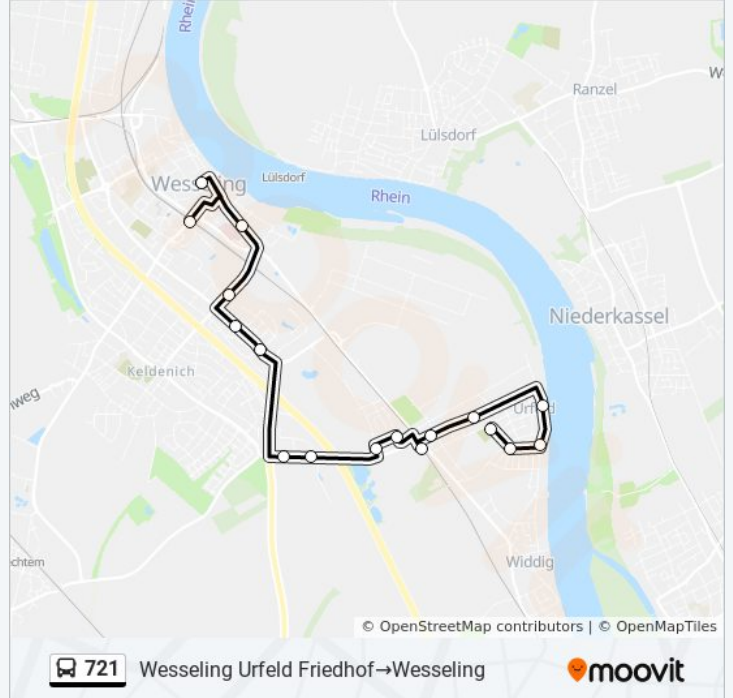 Rhein
W
Ranzel
Lülsdorf
Wesseling
Lülsdorf
Rhein
Niederkassel
Keldenich
weg
Urfeld
chtem
Widdig
© OpenStreetMap contributors | © OpenMapTiles
721 Wesseling Urfeld Friedhof→Wesseling
moovit